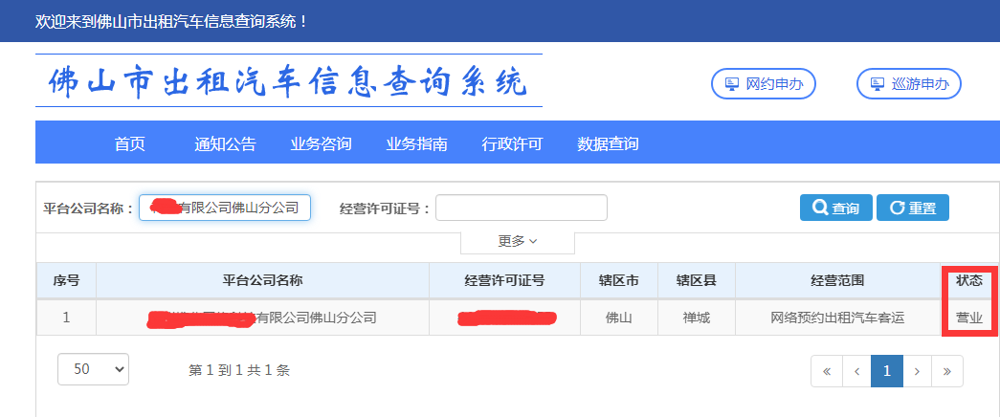 欢迎来到佛山市出租汽车信息查询系统！
佛山市出租汽车信息查询系统
网约申办 巡游申办
首页 通知公告 业务咨询 业务指南 行政许可 数据查询
平台公司名称： 有限公司佛山分公司 经营许可证号： 查询 重置
更多
序号 平台公司名称 经营许可证号 辖区市 辖区县 经营范围 状态
1 有限公司佛山分公司 佛山 禅城 网络预约出租汽车客运 营业
50 第 1 到 1 共 1 条 « ‹ 1 › »